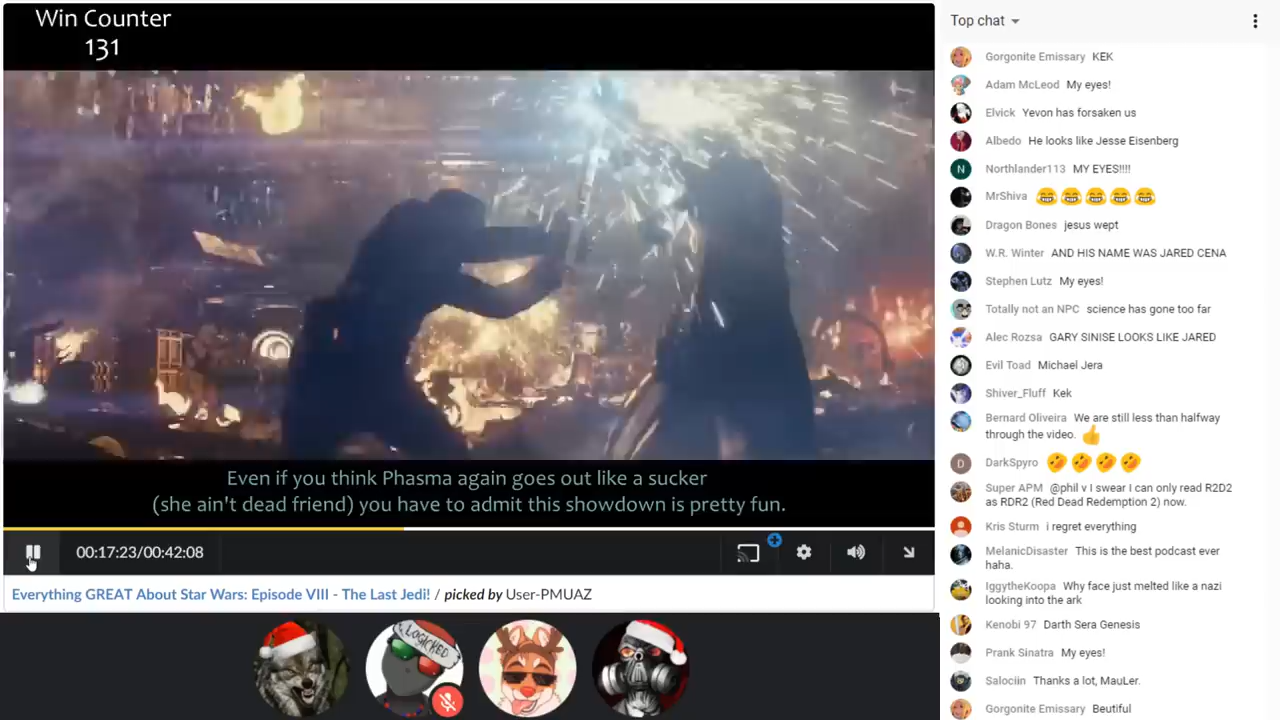 Win Counter
131
Even if you think Phasma again goes out like a sucker
(she ain't dead friend) you have to admit this showdown is pretty fun.
00:17:23/00:42:08
Everything GREAT About Star Wars: Episode VIII - The Last Jedi! / picked by User-PMUAZ
LOGICKED
Top chat
Gorgonite Emissary KEK
Adam McLeod My eyes!
Elvick Yevon has forsaken us
Albedo He looks like Jesse Eisenberg
N Northlander113 MY EYES!!!!
MrShiva 😂😂😂😂😂
Dragon Bones jesus wept
W.R. Winter AND HIS NAME WAS JARED CENA
Stephen Lutz My eyes!
Totally not an NPC science has gone too far
Alec Rozsa GARY SINISE LOOKS LIKE JARED
Evil Toad Michael Jera
Shiver_Fluff Kek
Bernard Oliveira We are still less than halfway
through the video. 👍
D DarkSpyro 🤣🤣🤣🤣
Super APM @phil v I swear I can only read R2D2
as RDR2 (Red Dead Redemption 2) now.
Kris Sturm i regret everything
MelanicDisaster This is the best podcast ever
haha.
IggytheKoopa Why face just melted like a nazi
looking into the ark
Kenobi 97 Darth Sera Genesis
Prank Sinatra My eyes!
Salociin Thanks a lot, MauLer.
Gorgonite Emissary Beutiful